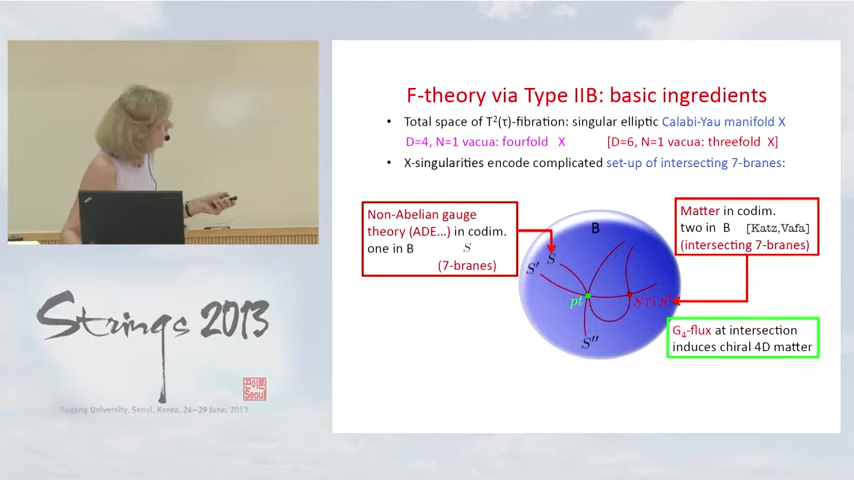 F-theory via Type IIB: basic ingredients
• Total space of T²(τ)-fibration: singular elliptic Calabi-Yau manifold X
D=4, N=1 vacua: fourfold X [D=6, N=1 vacua: threefold X]
• X-singularities encode complicated set-up of intersecting 7-branes:
Non-Abelian gauge
theory (ADE…) in codim.
one in B S
(7-branes)
Matter in codim.
two in B [Katz,Vafa]
(intersecting 7-branes)
B
S' S
pt S ∩ S'
S''
G₄-flux at intersection
induces chiral 4D matter
Strings 2013
Seoul
Sogang University, Seoul, Korea, 24–29 June, 2013